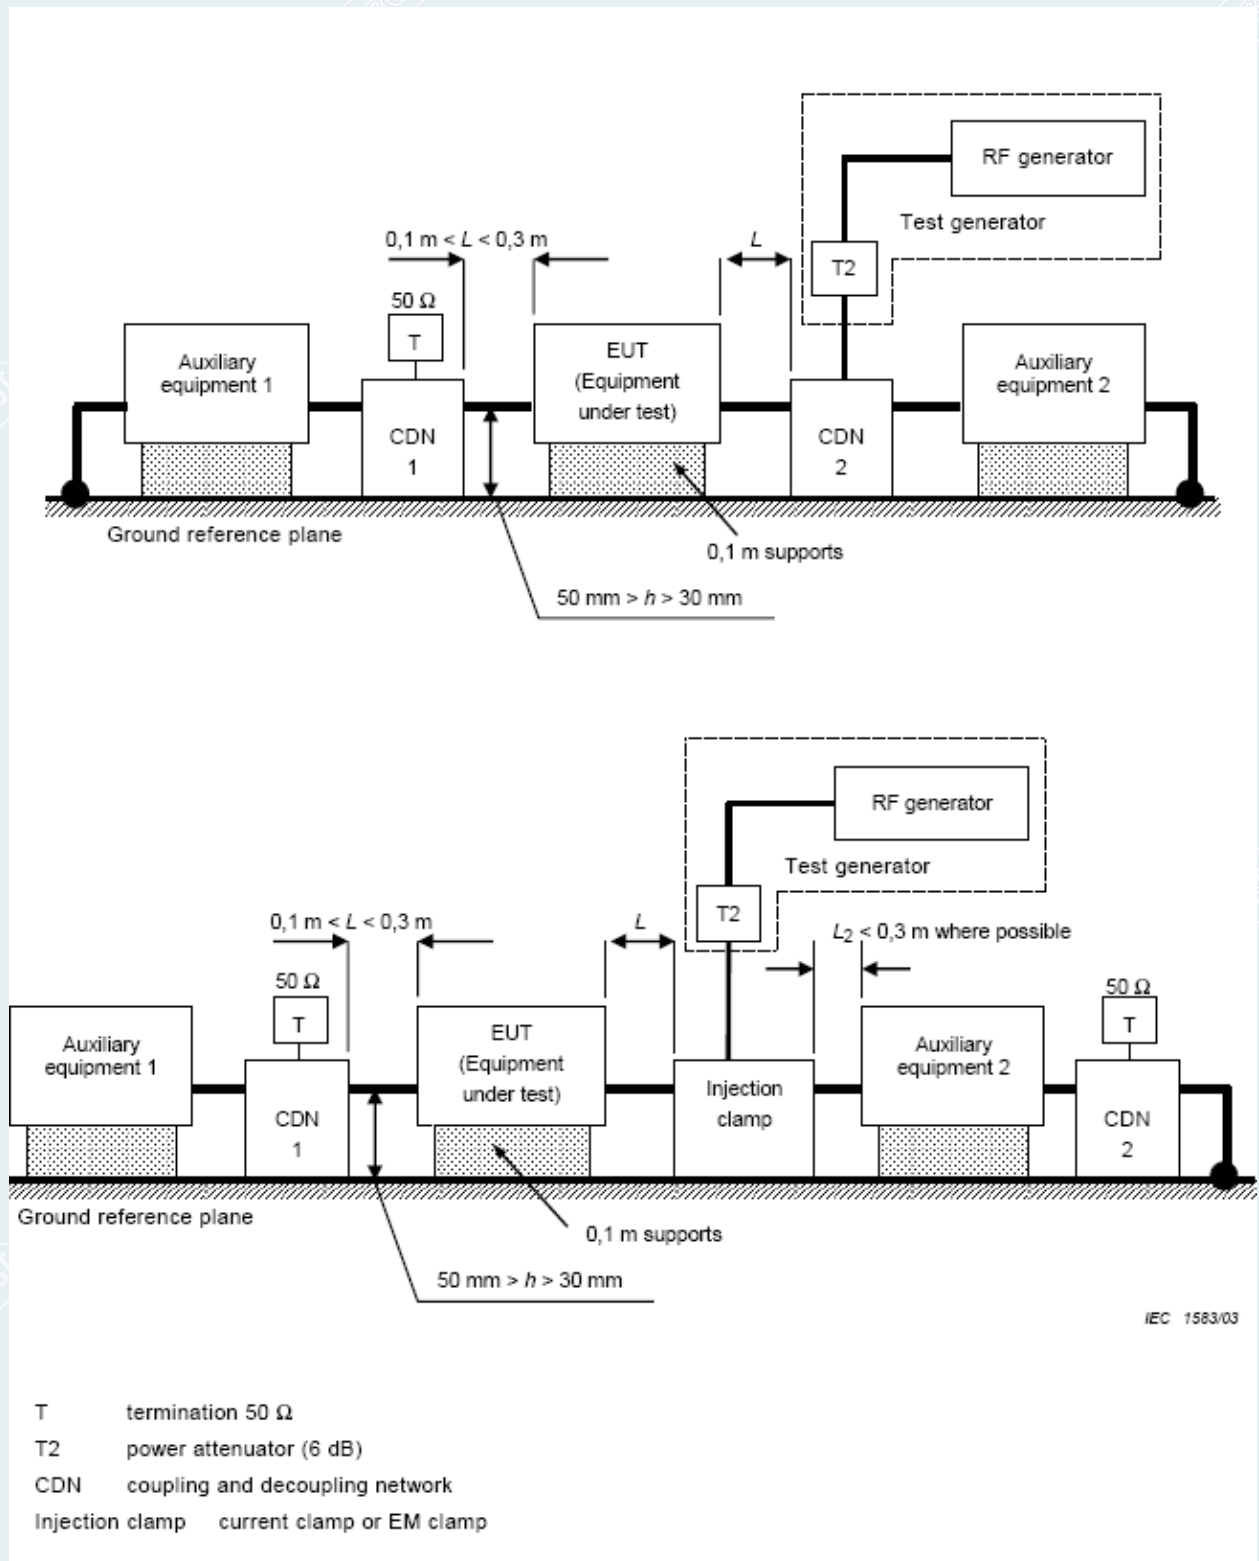 RF generator
Test generator
0,1 m < L < 0,3 m
L
T2
50 Ω
T
Auxiliary
equipment 1
EUT
(Equipment
under test)
Auxiliary
equipment 2
CDN
1
CDN
2
Ground reference plane
0,1 m supports
50 mm > h > 30 mm
RF generator
Test generator
T2
0,1 m < L < 0,3 m
L
L2 < 0,3 m where possible
50 Ω
T
50 Ω
T
Auxiliary
equipment 1
EUT
(Equipment
under test)
Injection
clamp
Auxiliary
equipment 2
CDN
1
CDN
2
Ground reference plane
0,1 m supports
50 mm > h > 30 mm
IEC 1583/03
T termination 50 Ω
T2 power attenuator (6 dB)
CDN coupling and decoupling network
Injection clamp current clamp or EM clamp